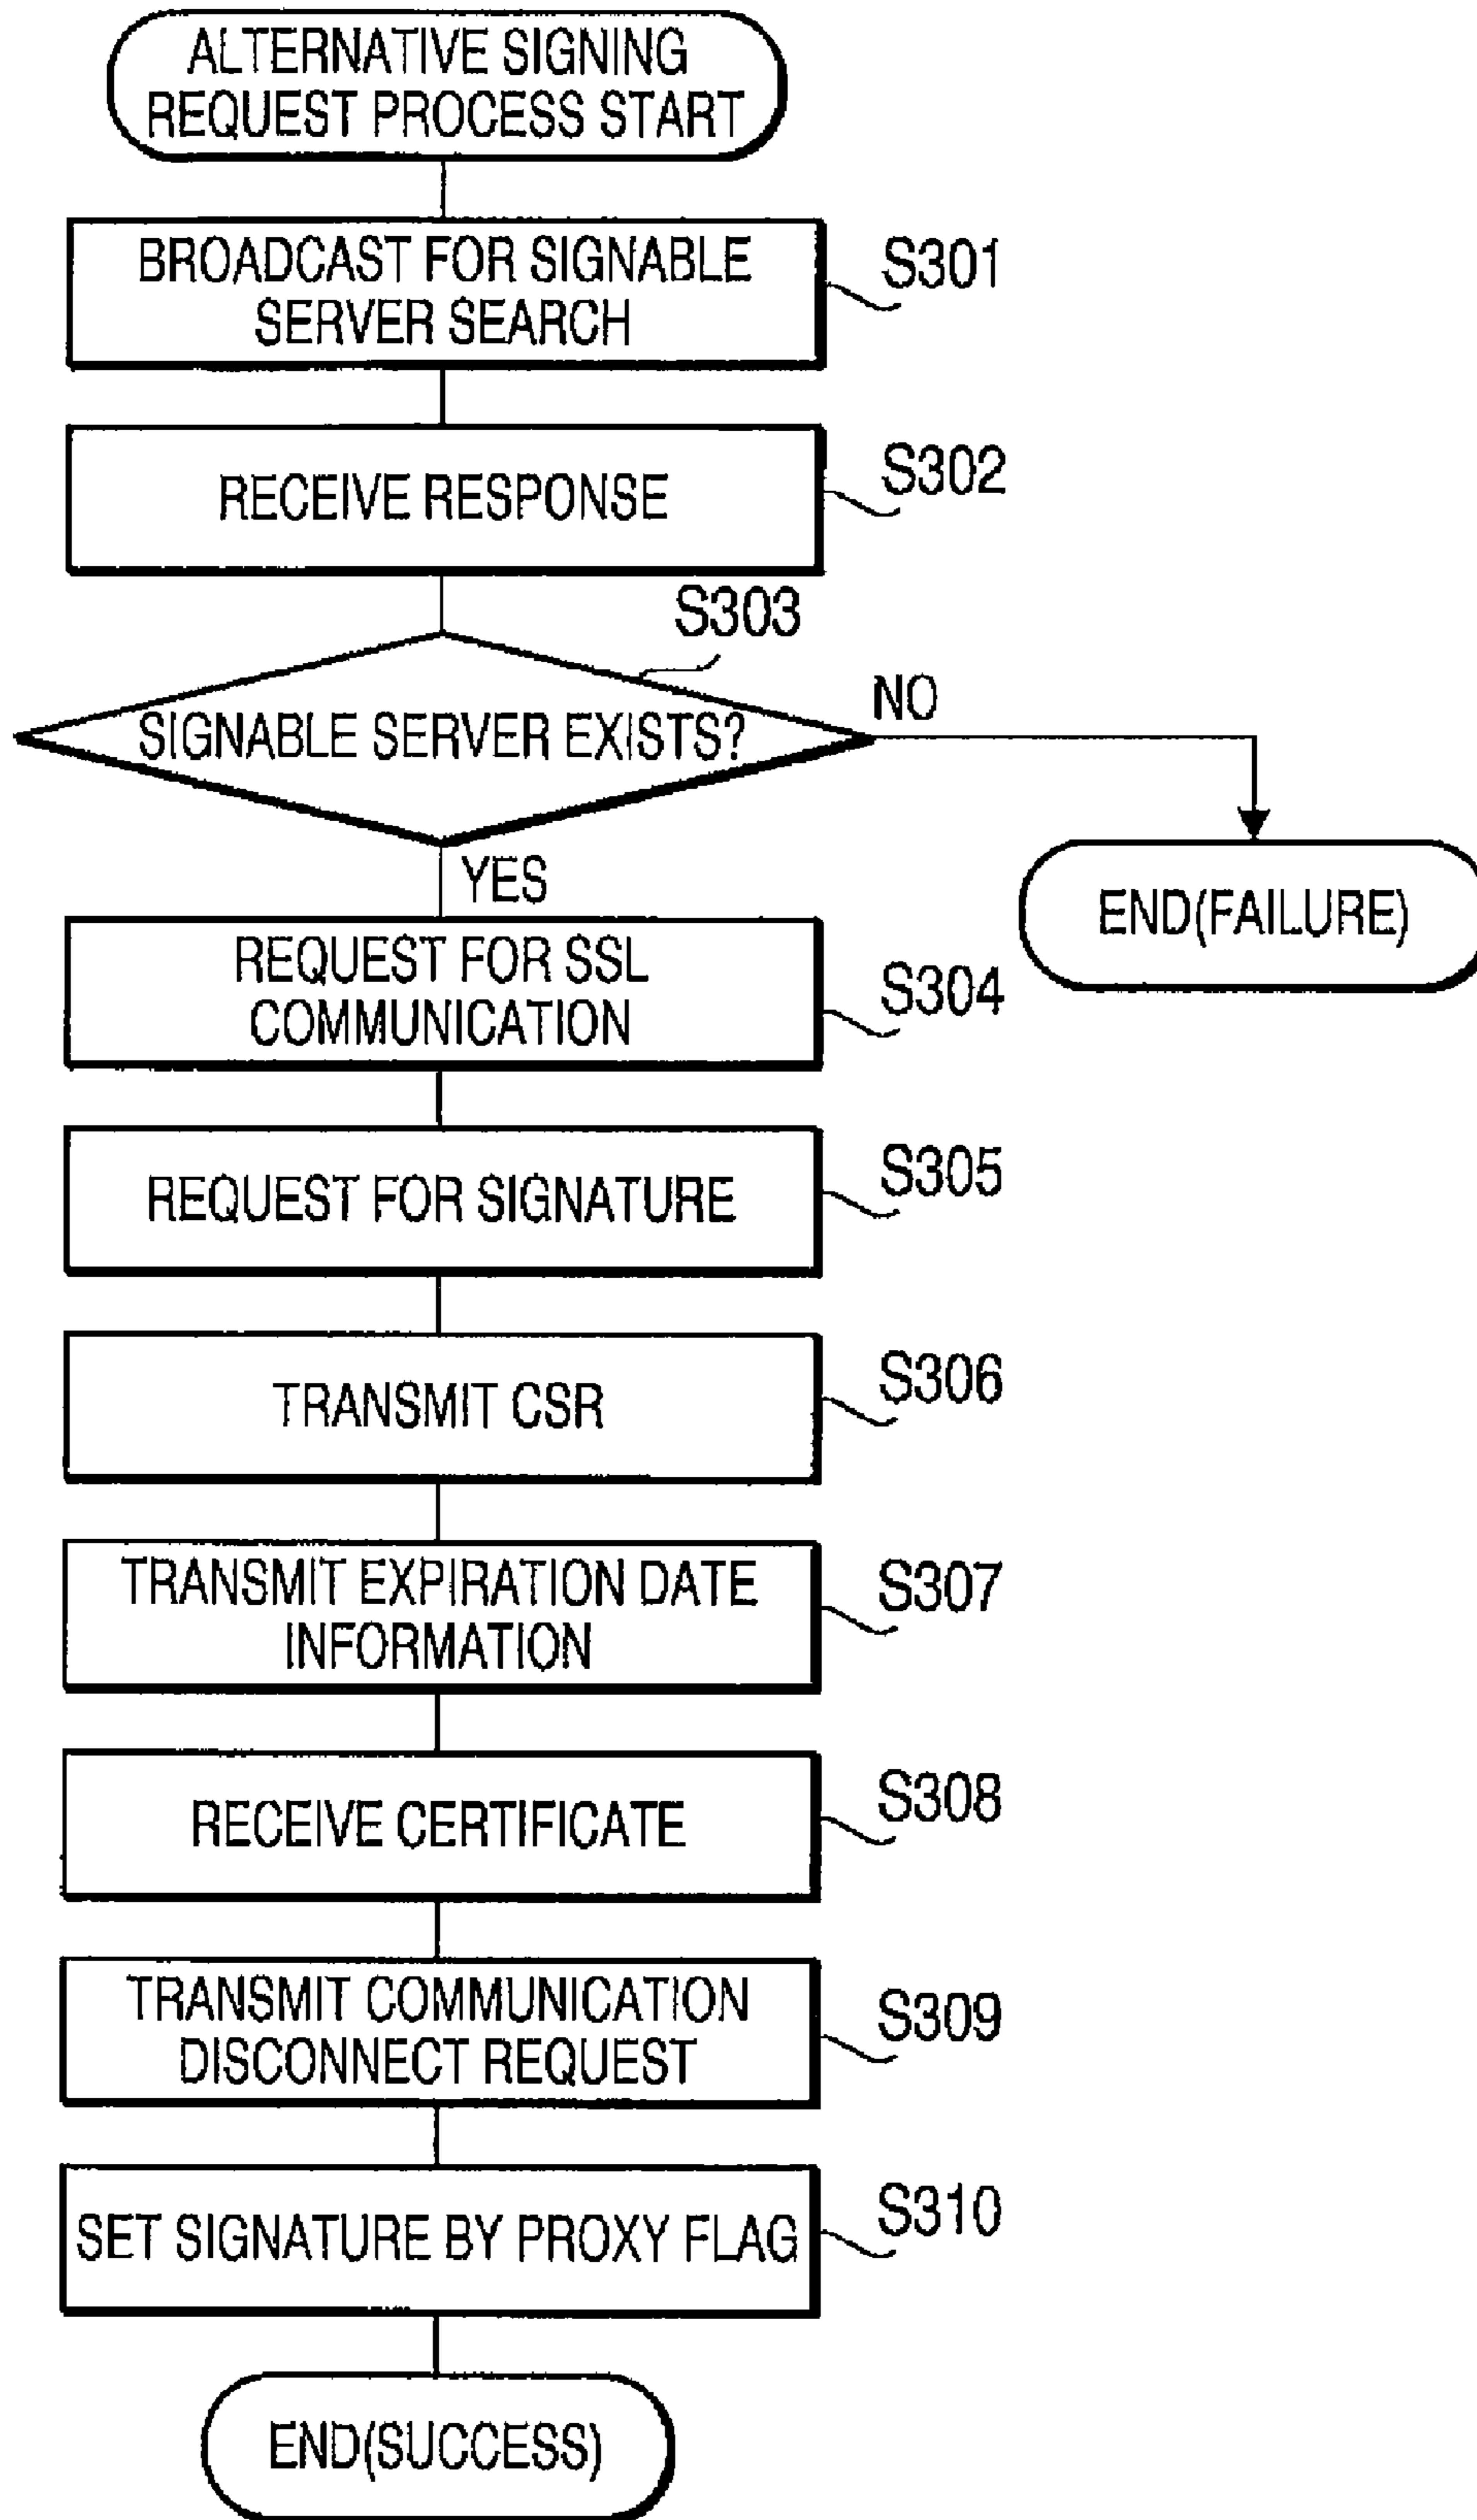 ALTERNATIVE SIGNING
REQUEST PROCESS START
BROADCAST FOR SIGNABLE
SERVER SEARCH
S301
RECEIVE RESPONSE
S302
S303
SIGNABLE SERVER EXISTS?
NO
YES
END(FAILURE)
REQUEST FOR SSL
COMMUNICATION
S304
REQUEST FOR SIGNATURE
S305
TRANSMIT CSR
S306
TRANSMIT EXPIRATION DATE
INFORMATION
S307
RECEIVE CERTIFICATE
S308
TRANSMIT COMMUNICATION
DISCONNECT REQUEST
S309
SET SIGNATURE BY PROXY FLAG
S310
END(SUCCESS)